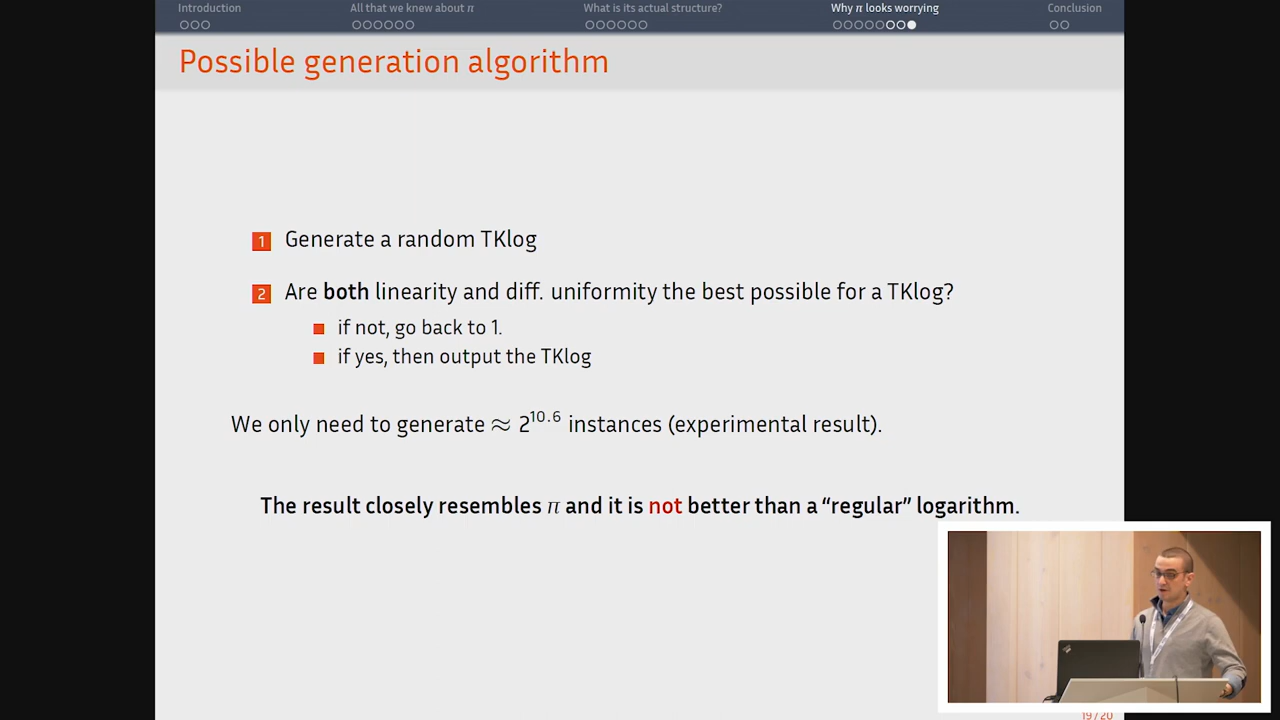 Introduction
All that we knew about π
What is its actual structure?
Why π looks worrying
Conclusion
Possible generation algorithm
1 Generate a random TKlog
2 Are both linearity and diff. uniformity the best possible for a TKlog?
if not, go back to 1.
if yes, then output the TKlog
We only need to generate ≈ 2^10.6 instances (experimental result).
The result closely resembles π and it is not better than a “regular” logarithm.
19/20